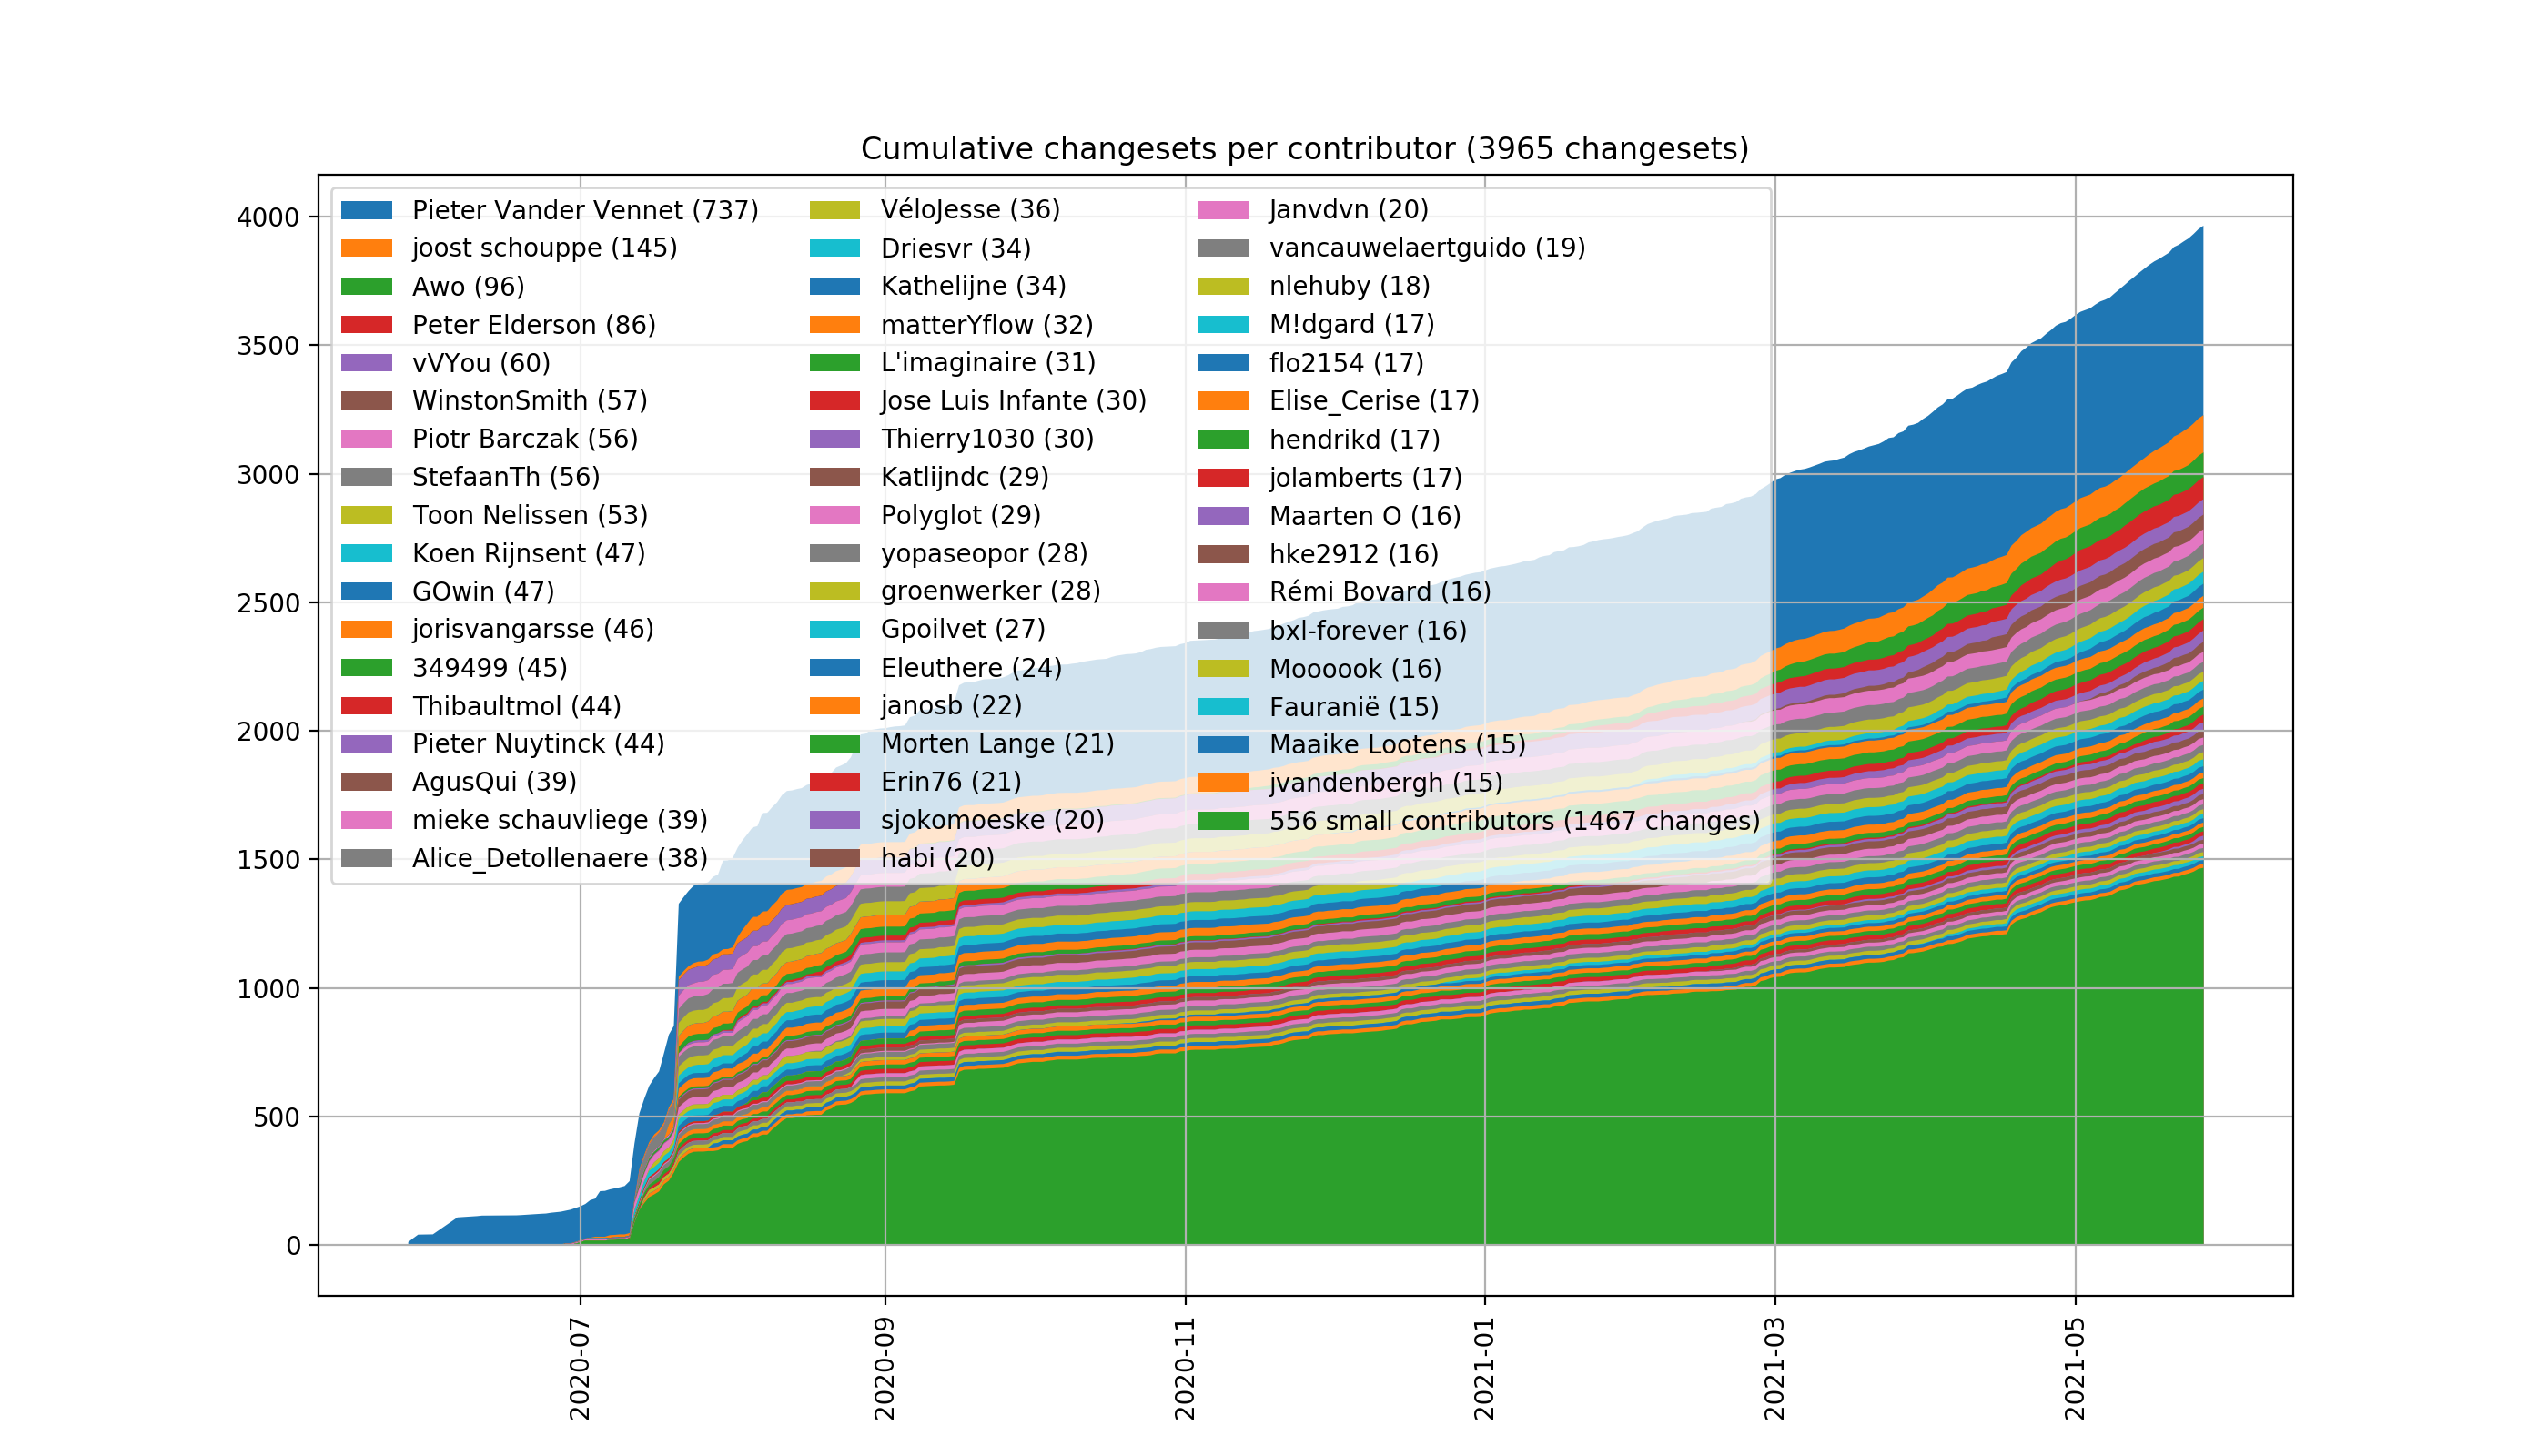 Cumulative changesets per contributor (3965 changesets)
4000
3500
3000
2500
2000
1500
1000
500
0
Pieter Vander Vennet (737)
joost schouppe (145)
Awo (96)
Peter Elderson (86)
vVYou (60)
WinstonSmith (57)
Piotr Barczak (56)
StefaanTh (56)
Toon Nelissen (53)
Koen Rijnsent (47)
GOwin (47)
jorisvangarsse (46)
349499 (45)
Thibaultmol (44)
Pieter Nuytinck (44)
AgusQui (39)
mieke schauvliege (39)
Alice_Detollenaere (38)
VéloJesse (36)
Driesvr (34)
Kathelijne (34)
matterYflow (32)
L'imaginaire (31)
Jose Luis Infante (30)
Thierry1030 (30)
Katlijndc (29)
Polyglot (29)
yopaseopor (28)
groenwerker (28)
Gpoilvet (27)
Eleuthere (24)
janosb (22)
Morten Lange (21)
Erin76 (21)
sjokomoeske (20)
habi (20)
Janvdvn (20)
vancauwelaertguido (19)
nlehuby (18)
M!dgard (17)
flo2154 (17)
Elise_Cerise (17)
hendrikd (17)
jolamberts (17)
Maarten O (16)
hke2912 (16)
Rémi Bovard (16)
bxl-forever (16)
Moooook (16)
Fauranië (15)
Maaike Lootens (15)
jvandenbergh (15)
556 small contributors (1467 changes)
2020-07
2020-09
2020-11
2021-01
2021-03
2021-05